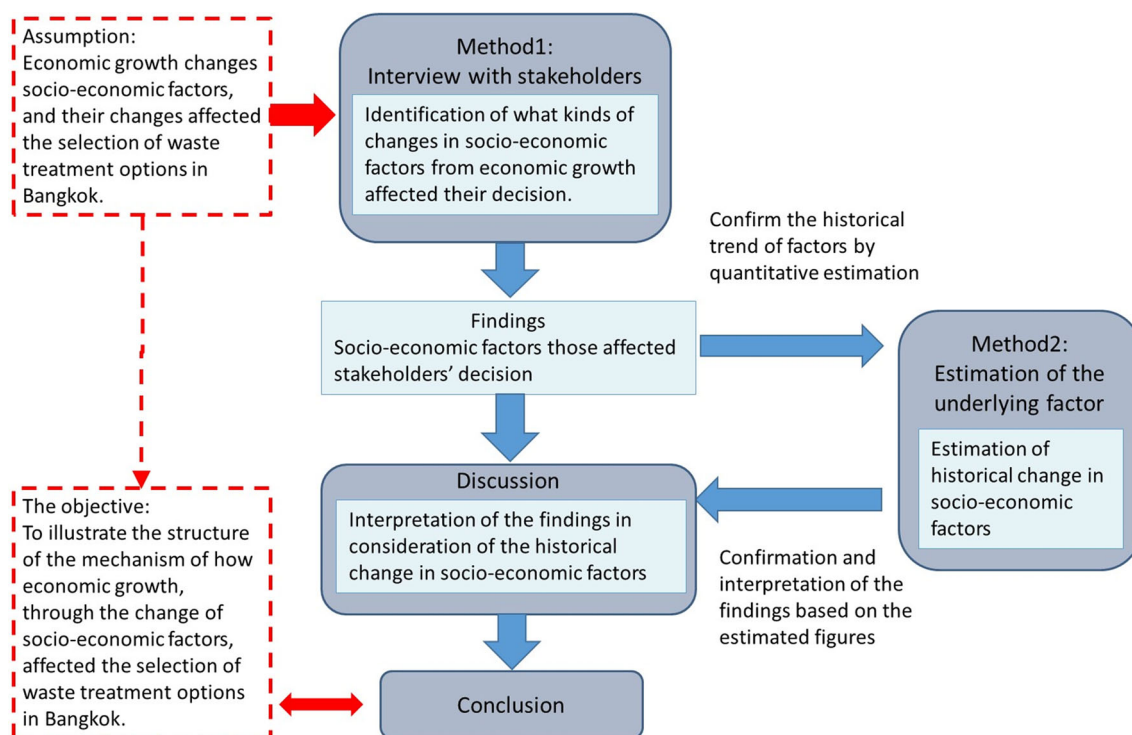 Assumption:
Economic growth changes
socio-economic factors,
and their changes affected
the selection of waste
treatment options in
Bangkok.
Method1:
Interview with stakeholders
Identification of what kinds of
changes in socio-economic
factors from economic growth
affected their decision.
Confirm the historical
trend of factors by
quantitative estimation
Findings
Socio-economic factors those affected
stakeholders’ decision
Method2:
Estimation of the
underlying factor
Estimation of
historical change in
socio-economic
factors
Discussion
Interpretation of the findings in
consideration of the historical
change in socio-economic factors
Confirmation and
interpretation of the
findings based on the
estimated figures
The objective:
To illustrate the structure
of the mechanism of how
economic growth,
through the change of
socio-economic factors,
affected the selection of
waste treatment options
in Bangkok.
Conclusion